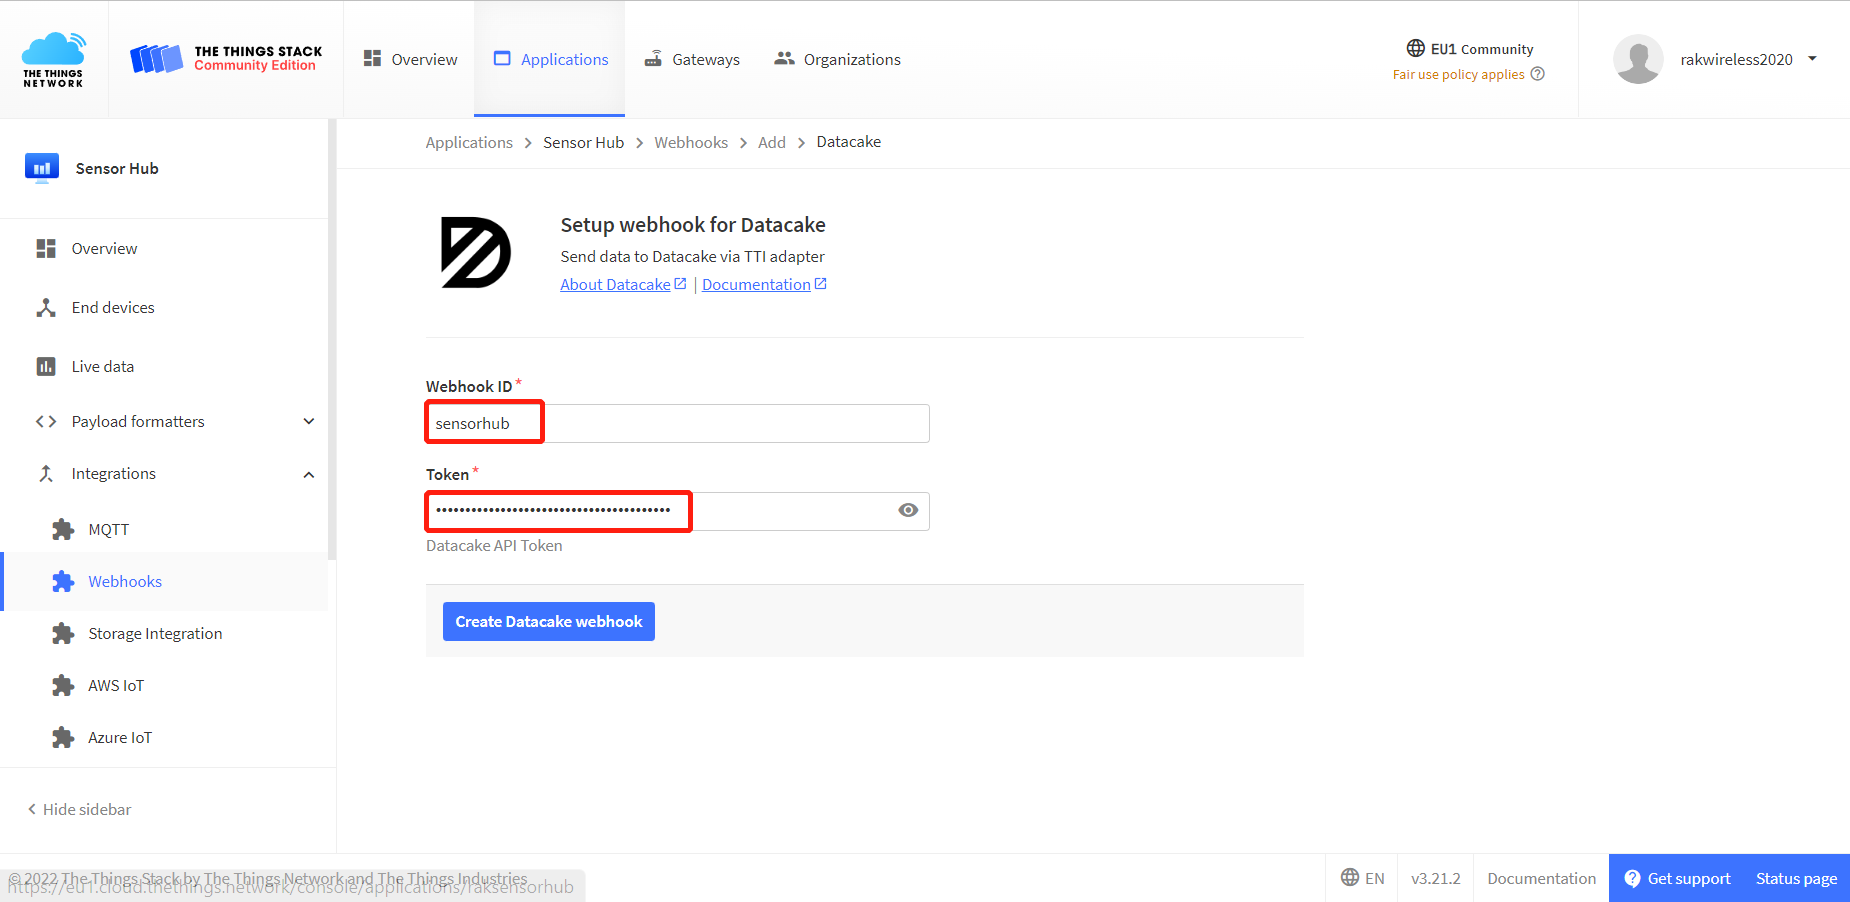 THE THINGS
NETWORK
THE THINGS STACK
Community Edition
Overview
Applications
Gateways
Organizations
EU1 Community
Fair use policy applies
rakwireless2020
Sensor Hub
Overview
End devices
Live data
Payload formatters
Integrations
MQTT
Webhooks
Storage Integration
AWS IoT
Azure IoT
Hide sidebar
Applications > Sensor Hub > Webhooks > Add > Datacake
Setup webhook for Datacake
Send data to Datacake via TTI adapter
About Datacake | Documentation
Webhook ID *
sensorhub
Token *
••••••••••••••••••••••••••••••••••••••••
Datacake API Token
Create Datacake webhook
© 2022 The Things Stack by The Things Network and The Things Industries
https://eu1.cloud.thethings.network/console/applications/raksensorhub
EN
v3.21.2
Documentation
Get support
Status page